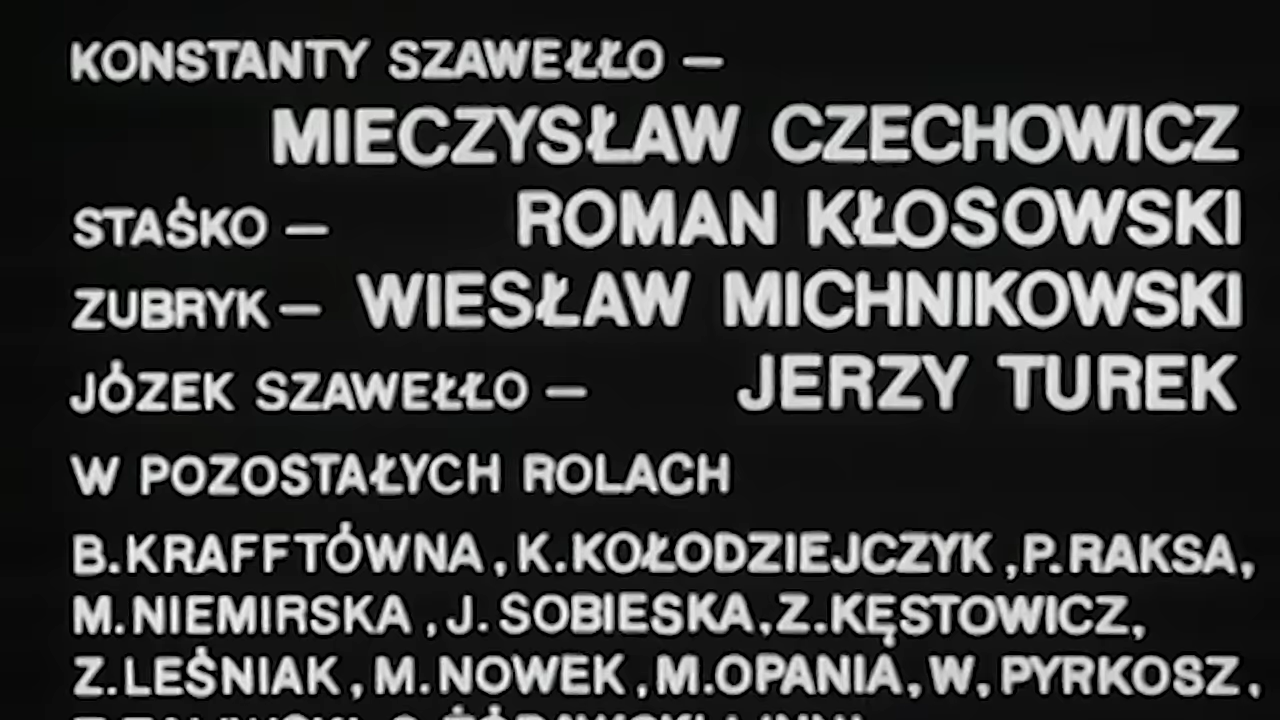 KONSTANTY SZAWEŁŁO —
MIECZYSŁAW CZECHOWICZ
STAŚKO — ROMAN KŁOSOWSKI
ZUBRYK — WIESŁAW MICHNIKOWSKI
JÓZEK SZAWEŁŁO — JERZY TUREK
W POZOSTAŁYCH ROLACH
B.KRAFFTÓWNA, K.KOŁODZIEJCZYK, P.RAKSA,
M.NIEMIRSKA, J.SOBIESKA, Z.KĘSTOWICZ,
Z.LEŚNIAK, M.NOWEK, M.OPANIA, W.PYRKOSZ,